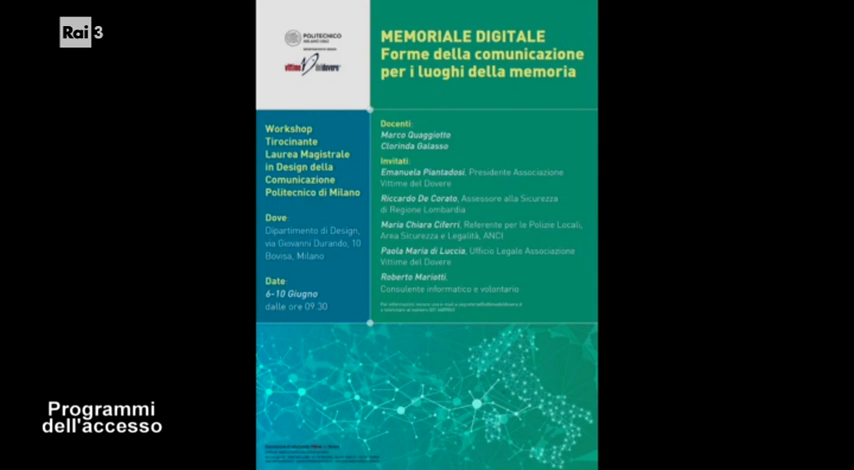 Rai 3
POLITECNICO
MILANO 1863
vittime del dovere
MEMORIALE DIGITALE
Forme della comunicazione
per i luoghi della memoria
Workshop
Tirocinante
Laurea Magistrale
in Design della
Comunicazione
Politecnico di Milano
Dove:
Dipartimento di Design,
via Giovanni Durando, 10
Bovisa, Milano
Date:
6-10 Giugno
dalle ore 09.30
Docenti:
Marco Quaggiotto
Clorinda Galasso
Invitati:
Emanuela Piantadosi, Presidente Associazione
Vittime del Dovere
Riccardo De Corato, Assessore alla Sicurezza
di Regione Lombardia
Maria Chiara Ciferri, Referente per le Polizie Locali,
Area Sicurezza e Legalità, ANCI
Paola Maria di Luccia, Ufficio Legale Associazione
Vittime del Dovere
Roberto Mariotti,
Consulente informatico e volontario
Programmi
dell'accesso